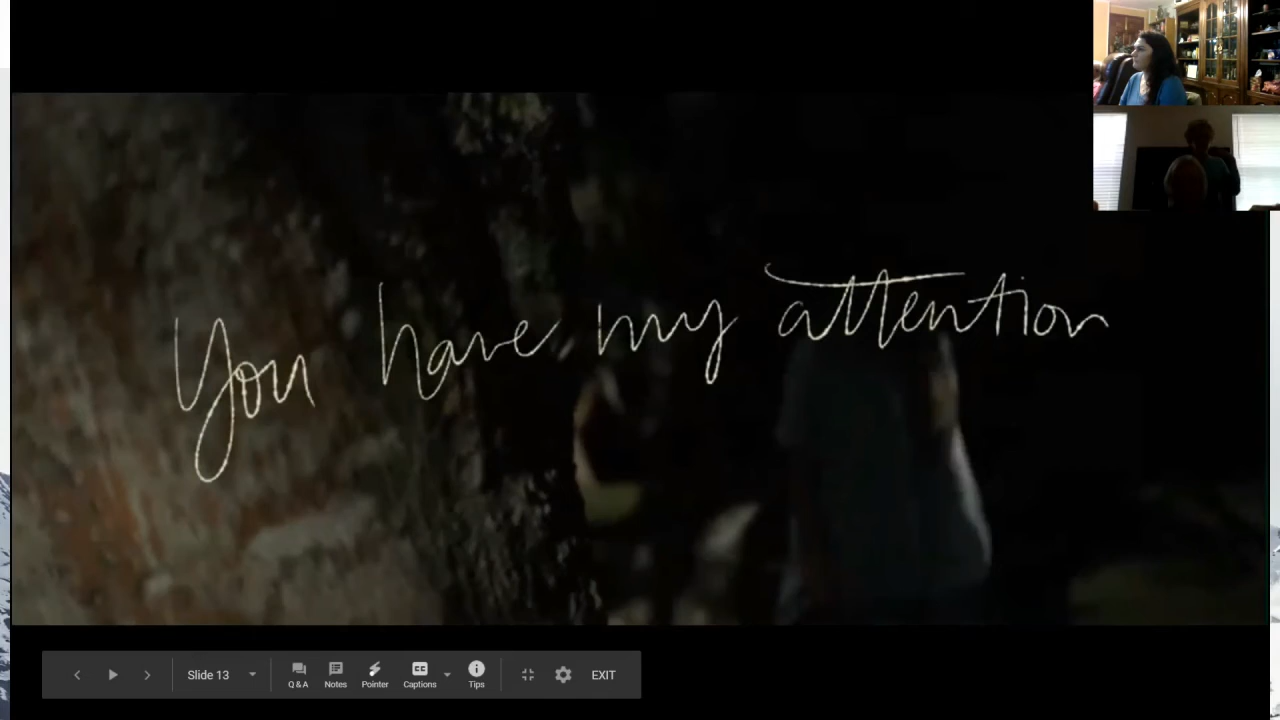 You have my attention
Slide 13
Q & A
Notes
Pointer
CC
Captions
Tips
EXIT